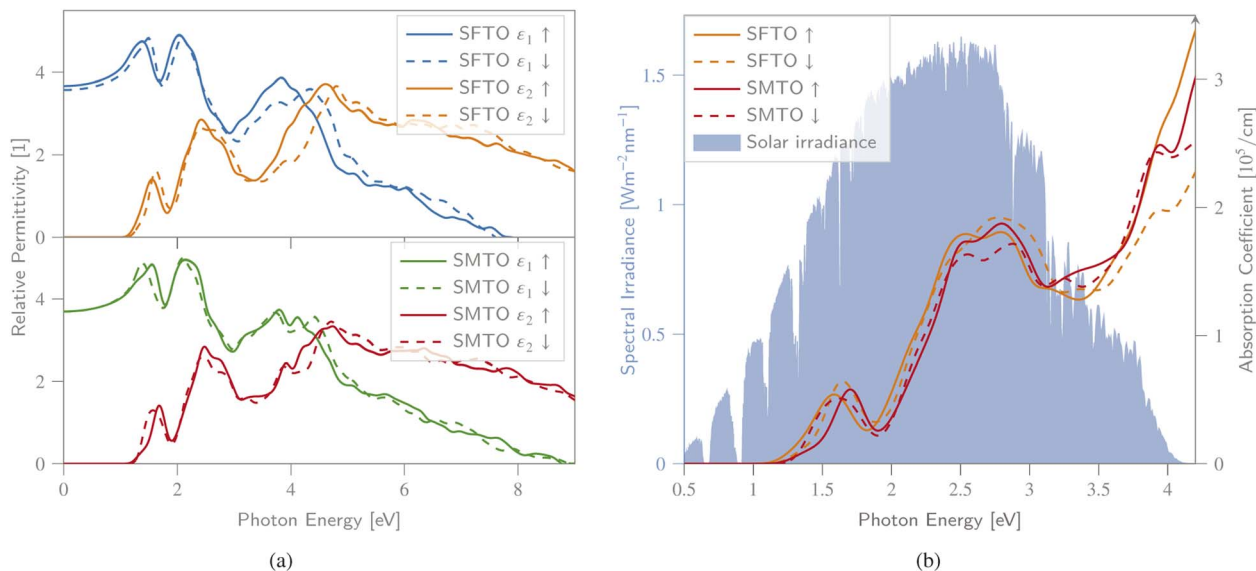 Relative Permittivity [1]
4
2
0
SFTO ε₁ ↑
SFTO ε₁ ↓
SFTO ε₂ ↑
SFTO ε₂ ↓
4
2
0
SMTO ε₁ ↑
SMTO ε₁ ↓
SMTO ε₂ ↑
SMTO ε₂ ↓
0 2 4 6 8
Photon Energy [eV]
(a)
Spectral Irradiance [Wm⁻²nm⁻¹]
1.5
1
0.5
0
SFTO ↑
SFTO ↓
SMTO ↑
SMTO ↓
Solar irradiance
3
2
1
0
Absorption Coefficient [10⁵/cm]
0.5 1 1.5 2 2.5 3 3.5 4
Photon Energy [eV]
(b)